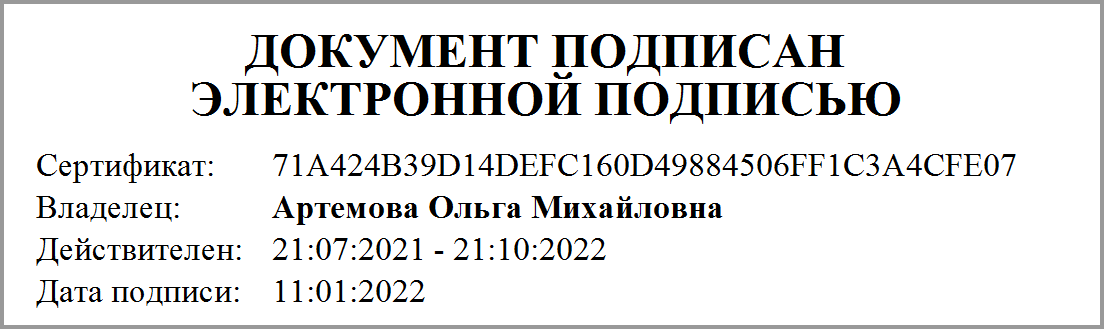 ДОКУМЕНТ ПОДПИСАН
ЭЛЕКТРОННОЙ ПОДПИСЬЮ
Сертификат: 71A424B39D14DEFC160D49884506FF1C3A4CFE07
Владелец: Артемова Ольга Михайловна
Действителен: 21:07:2021 - 21:10:2022
Дата подписи: 11:01:2022